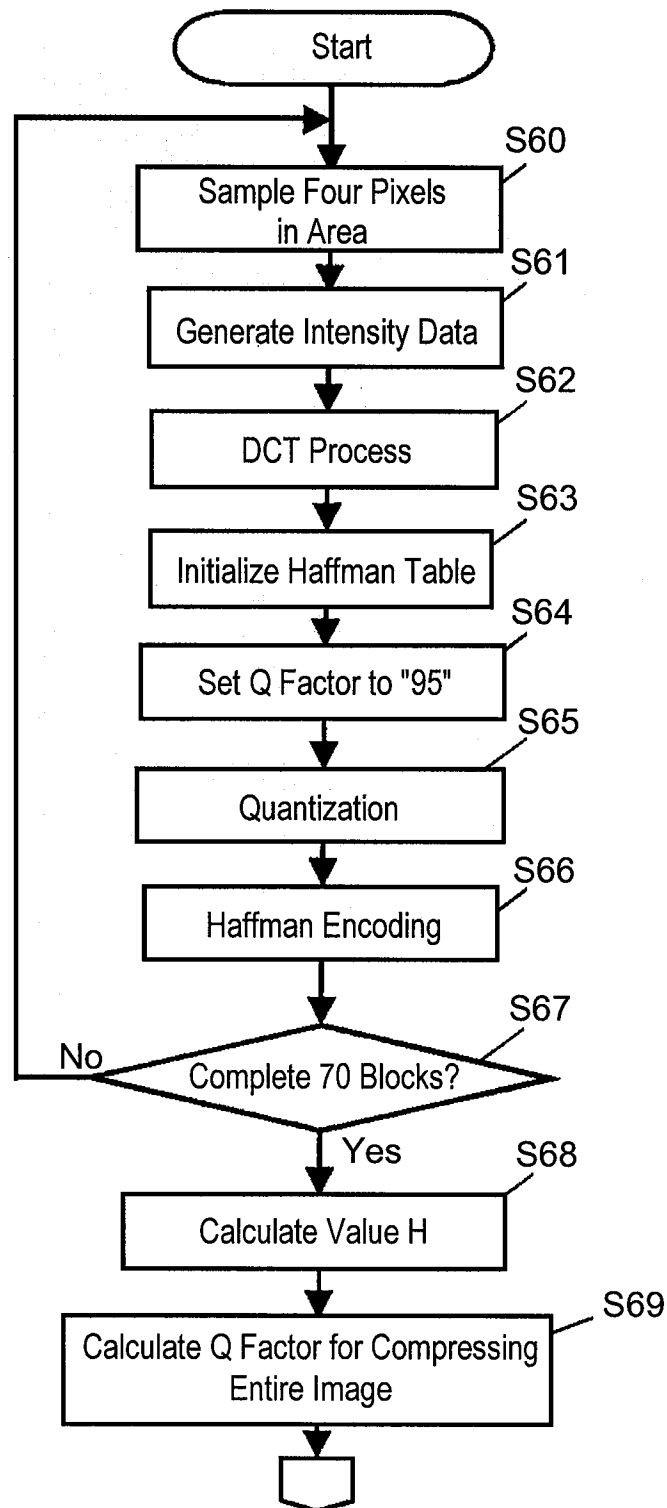 Start
S60
Sample Four Pixels
in Area
S61
Generate Intensity Data
S62
DCT Process
S63
Initialize Haffman Table
S64
Set Q Factor to "95"
S65
Quantization
S66
Haffman Encoding
S67
No
Complete 70 Blocks?
Yes
S68
Calculate Value H
S69
Calculate Q Factor for Compressing
Entire Image